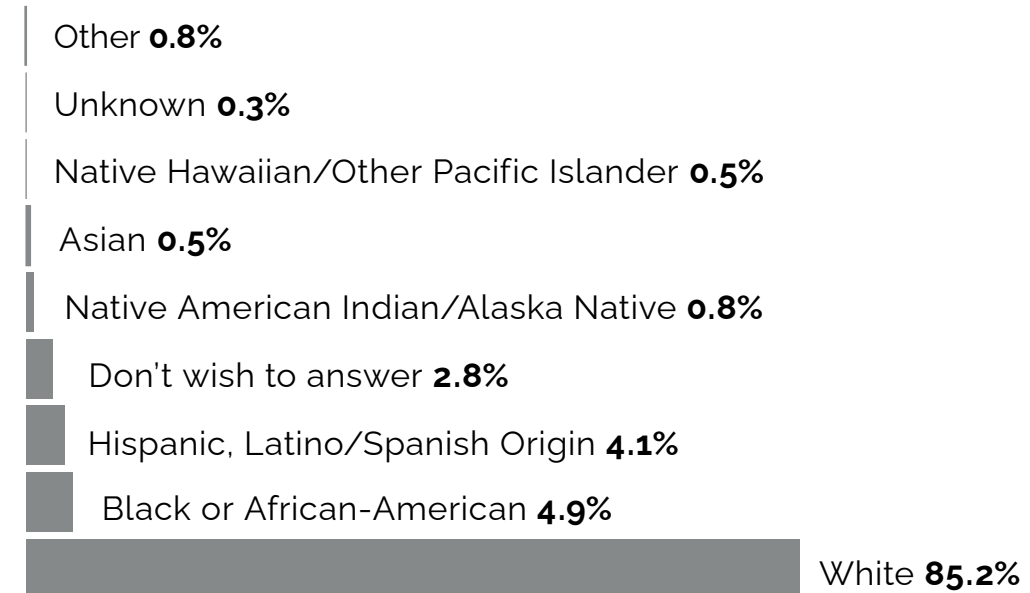 Other 0.8%
Unknown 0.3%
Native Hawaiian/Other Pacific Islander 0.5%
Asian 0.5%
Native American Indian/Alaska Native 0.8%
Don’t wish to answer 2.8%
Hispanic, Latino/Spanish Origin 4.1%
Black or African-American 4.9%
White 85.2%